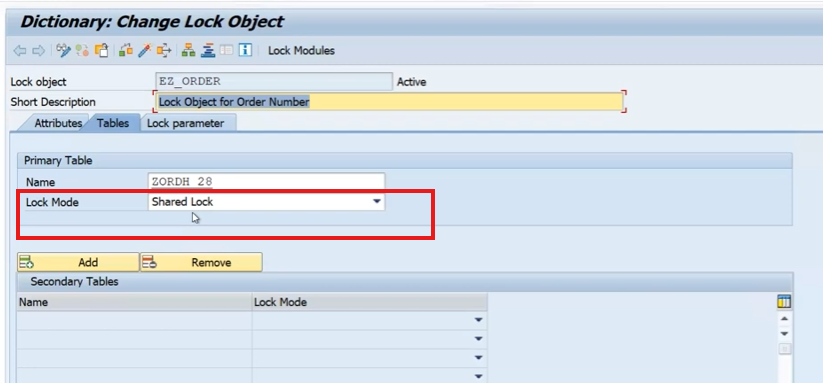 Dictionary: Change Lock Object
Lock Modules
Lock object EZ_ORDER Active
Short Description Lock Object for Order Number
Attributes Tables Lock parameter
Primary Table
Name ZORDH_28
Lock Mode Shared Lock
Add Remove
Secondary Tables
Name Lock Mode